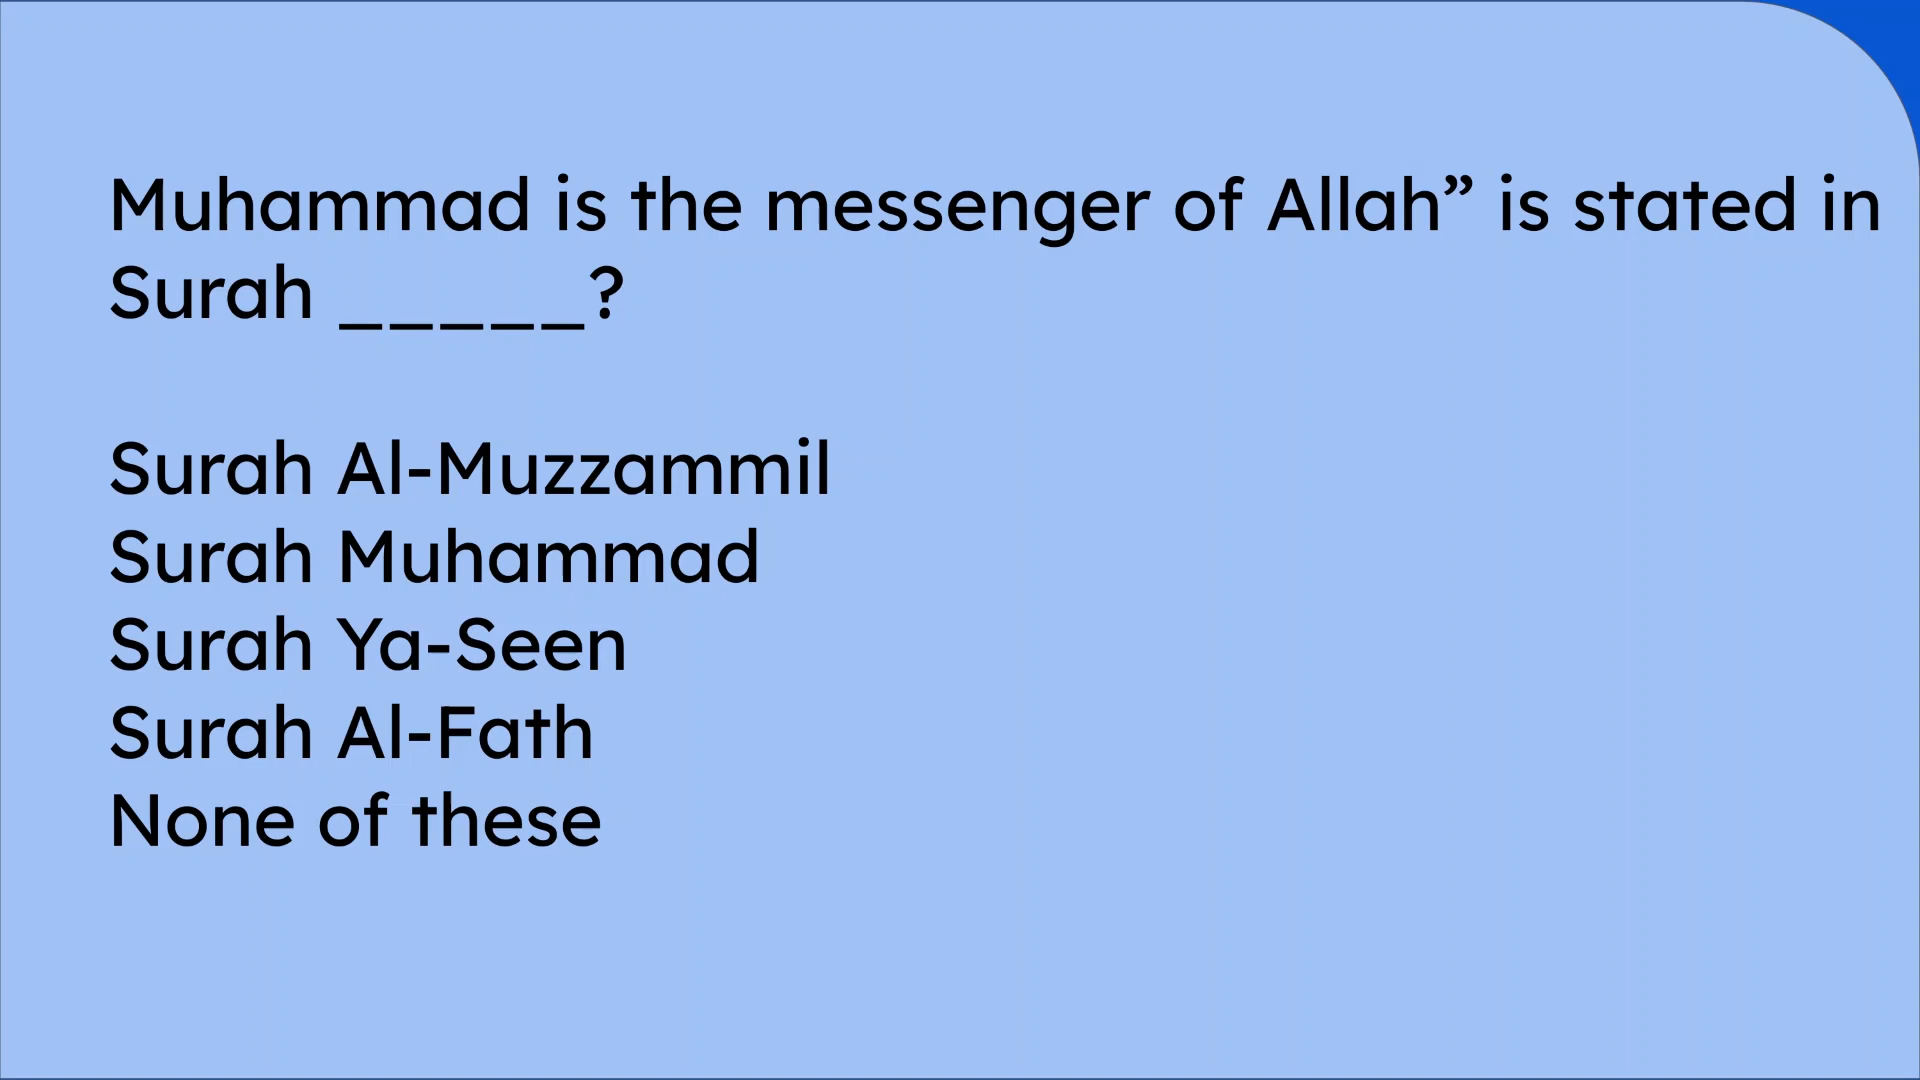 Muhammad is the messenger of Allah” is stated in
Surah _____?
Surah Al-Muzzammil
Surah Muhammad
Surah Ya-Seen
Surah Al-Fath
None of these